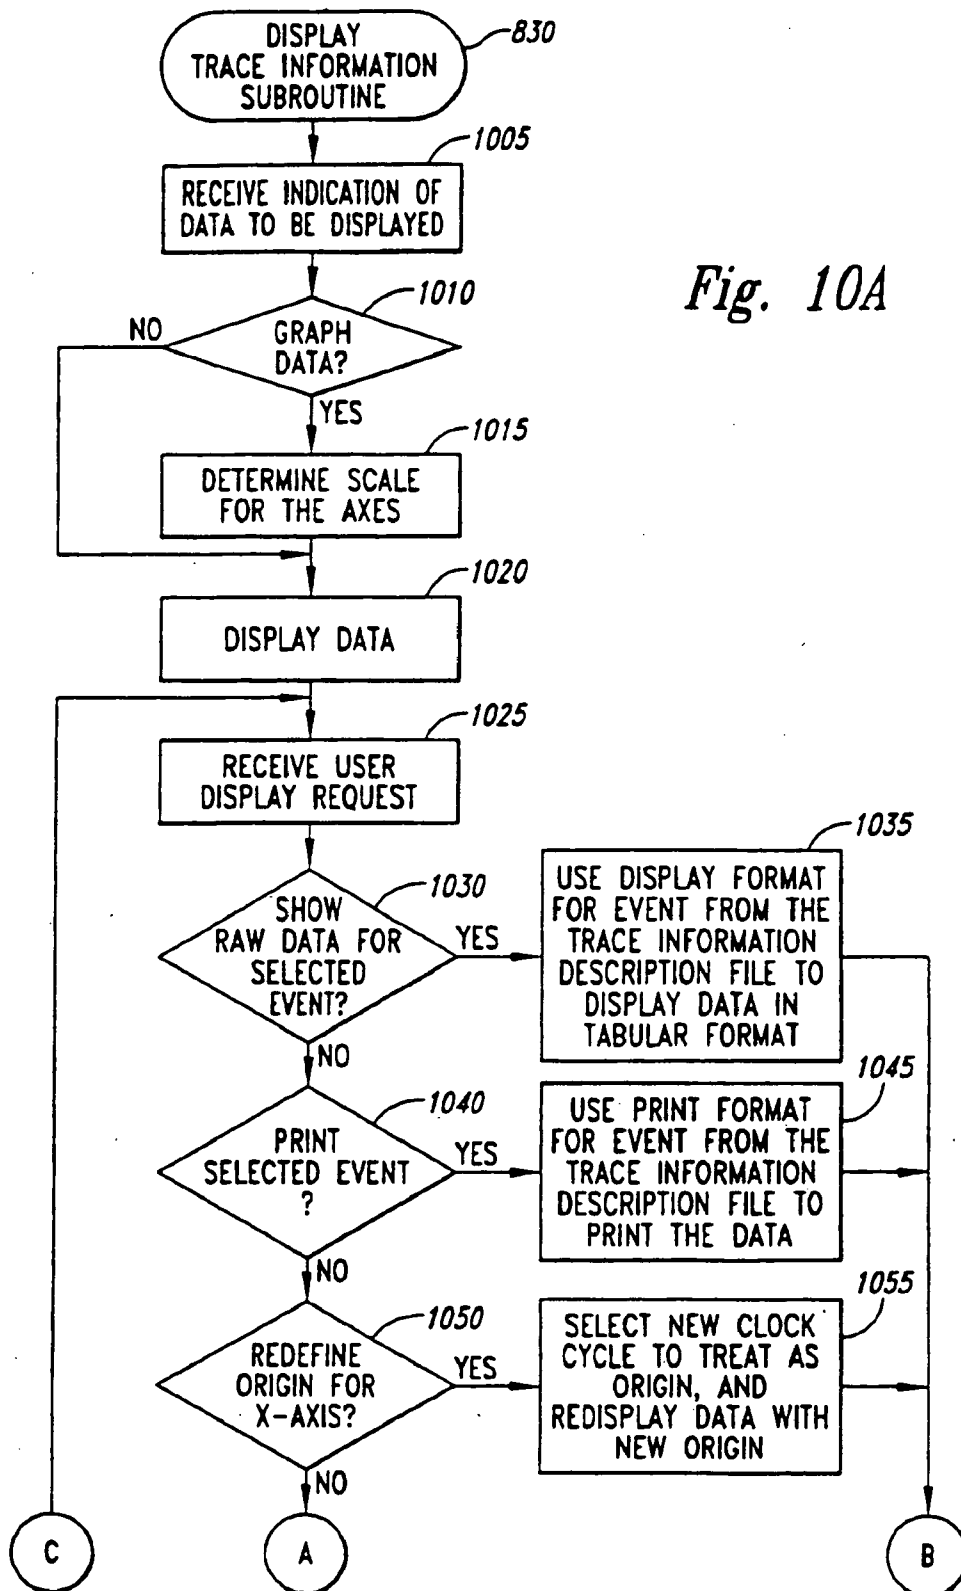 DISPLAY
TRACE INFORMATION
SUBROUTINE
830
1005
RECEIVE INDICATION OF
DATA TO BE DISPLAYED
Fig. 10A
1010
NO
GRAPH
DATA?
YES
1015
DETERMINE SCALE
FOR THE AXES
1020
DISPLAY DATA
1025
RECEIVE USER
DISPLAY REQUEST
1030
SHOW
RAW DATA FOR
SELECTED
EVENT?
YES
NO
1035
USE DISPLAY FORMAT
FOR EVENT FROM THE
TRACE INFORMATION
DESCRIPTION FILE TO
DISPLAY DATA IN
TABULAR FORMAT
1040
PRINT
SELECTED EVENT
?
YES
NO
1045
USE PRINT FORMAT
FOR EVENT FROM THE
TRACE INFORMATION
DESCRIPTION FILE TO
PRINT THE DATA
1050
REDEFINE
ORIGIN FOR
X-AXIS?
YES
NO
1055
SELECT NEW CLOCK
CYCLE TO TREAT AS
ORIGIN, AND
REDISPLAY DATA WITH
NEW ORIGIN
C
A
B